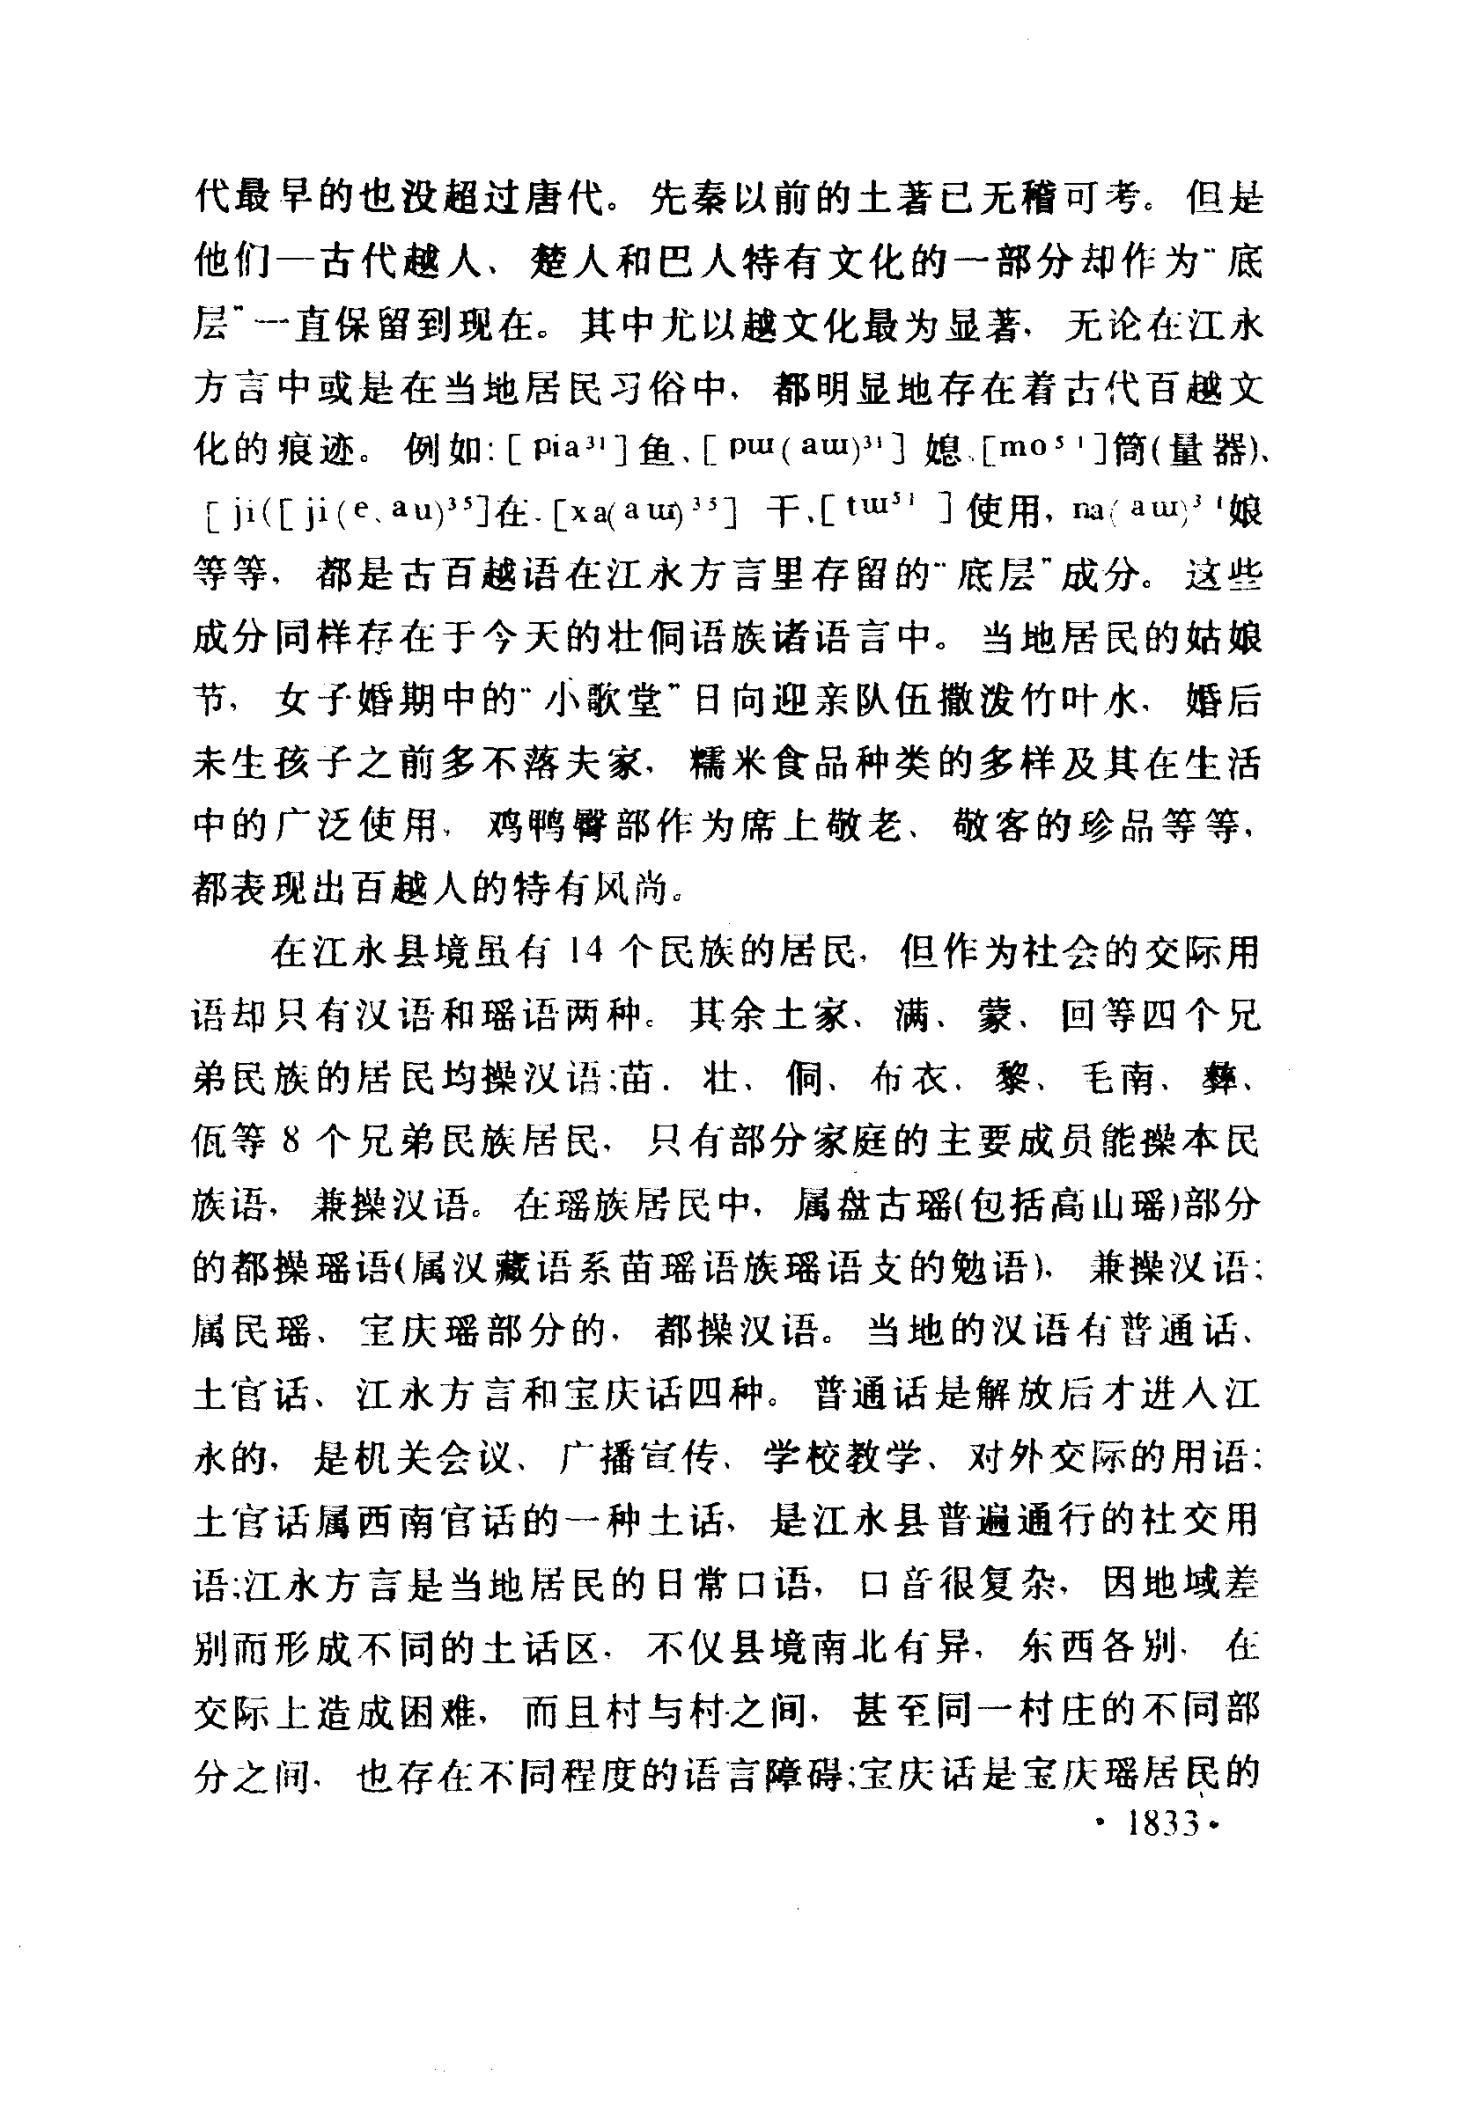 代最早的也没超过唐代。先秦以前的土著已无稽可考。但是
他们一古代越人、楚人和巴人特有文化的一部分却作为“底
层”一直保留到现在。其中尤以越文化最为显著，无论在江永
方言中或是在当地居民习俗中，都明显地存在着古代百越文
化的痕迹。例如：[pia³¹]鱼、[pɯ(aɯ)³¹]媳、[mo⁵¹]筒(量器)、
[ji([ji(e、au)³⁵]在、[xa(aɯ)³⁵]干、[tɯ⁵¹]使用，na(aɯ)³¹娘
等等，都是古百越语在江永方言里存留的“底层”成分。这些
成分同样存在于今天的壮侗语族诸语言中。当地居民的姑娘
节，女子婚期中的“小歌堂”日向迎亲队伍撒泼竹叶水，婚后
未生孩子之前多不落夫家，糯米食品种类的多样及其在生活
中的广泛使用，鸡鸭臀部作为席上敬老、敬客的珍品等等，
都表现出百越人的特有风尚。
在江永县境虽有14个民族的居民，但作为社会的交际用
语却只有汉语和瑶语两种。其余土家、满、蒙、回等四个兄
弟民族的居民均操汉语；苗、壮、侗、布衣、黎、毛南、彝、
佤等8个兄弟民族居民，只有部分家庭的主要成员能操本民
族语，兼操汉语。在瑶族居民中，属盘古瑶(包括高山瑶)部分
的都操瑶语(属汉藏语系苗瑶语族瑶语支的勉语)，兼操汉语；
属民瑶、宝庆瑶部分的，都操汉语。当地的汉语有普通话、
土官话、江永方言和宝庆话四种。普通话是解放后才进入江
永的，是机关会议、广播宣传、学校教学、对外交际的用语；
土官话属西南官话的一种土话，是江永县普遍通行的社交用
语；江永方言是当地居民的日常口语，口音很复杂，因地域差
别而形成不同的土话区，不仅县境南北有异，东西各别，在
交际上造成困难，而且村与村之间，甚至同一村庄的不同部
分之间，也存在不同程度的语言障碍；宝庆话是宝庆瑶居民的
·1833·